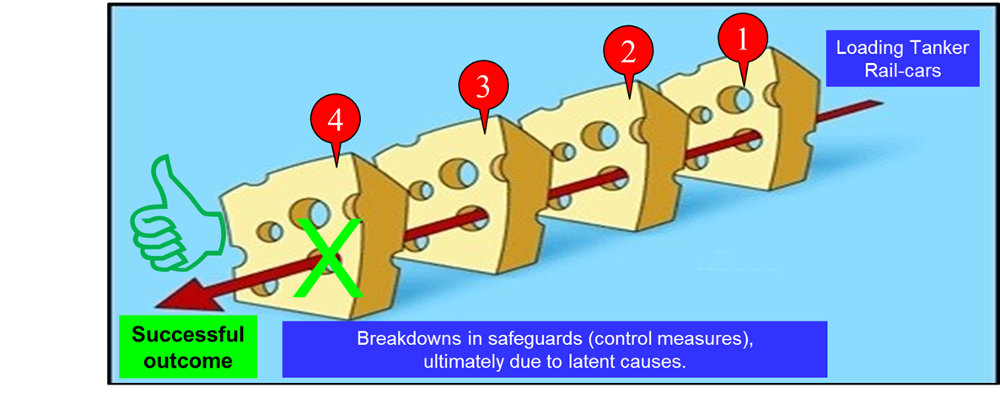 1
Loading Tanker
Rail-cars
2
3
4
X
Successful
outcome
Breakdowns in safeguards (control measures),
ultimately due to latent causes.